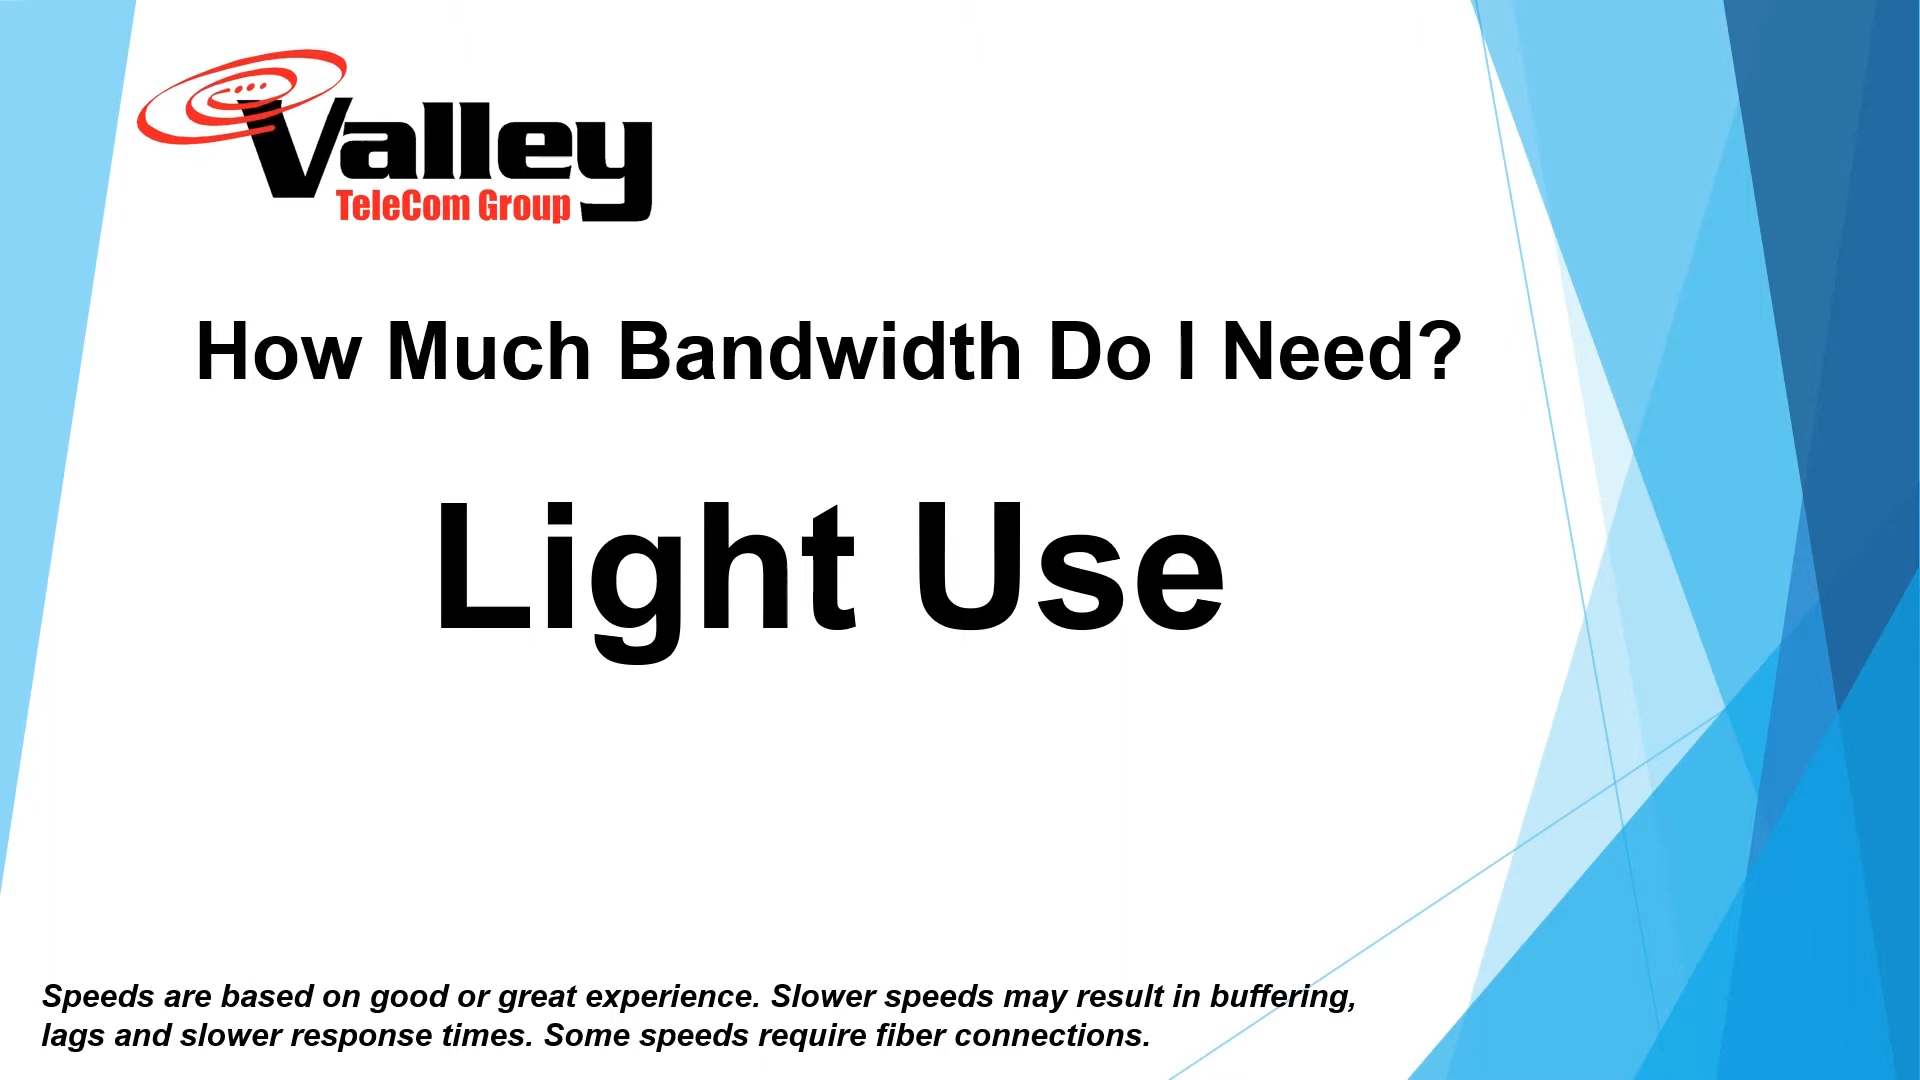 Valley
TeleCom Group
How Much Bandwidth Do I Need?
Light Use
Speeds are based on good or great experience. Slower speeds may result in buffering,
lags and slower response times. Some speeds require fiber connections.